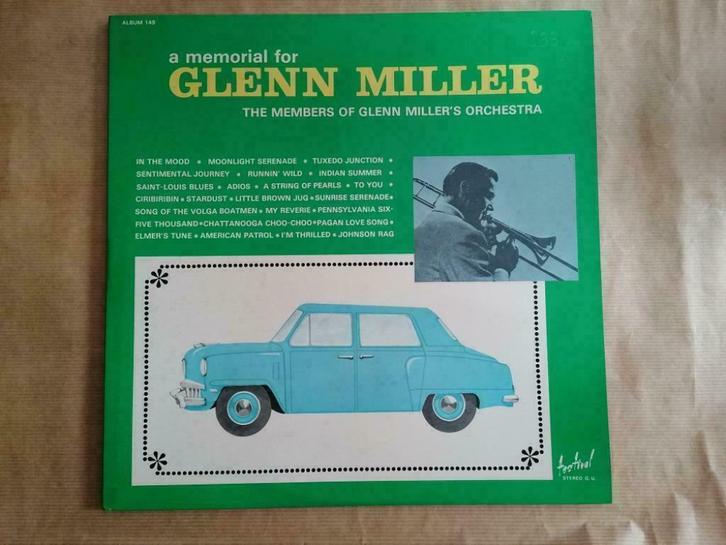 ALBUM 149
a memorial for
GLENN MILLER
THE MEMBERS OF GLENN MILLER'S ORCHESTRA
IN THE MOOD • MOONLIGHT SERENADE • TUXEDO JUNCTION •
SENTIMENTAL JOURNEY • RUNNIN' WILD • INDIAN SUMMER •
SAINT-LOUIS BLUES • ADIOS • A STRING OF PEARLS • TO YOU •
CIRIBIRIBIN • STARDUST • LITTLE BROWN JUG • SUNRISE SERENADE •
SONG OF THE VOLGA BOATMEN • MY REVERIE • PENNSYLVANIA SIX-
FIVE THOUSAND • CHATTANOOGA CHOO-CHOO • PAGAN LOVE SONG •
ELMER'S TUNE • AMERICAN PATROL • I'M THRILLED • JOHNSON RAG
festival
STEREO G.U.